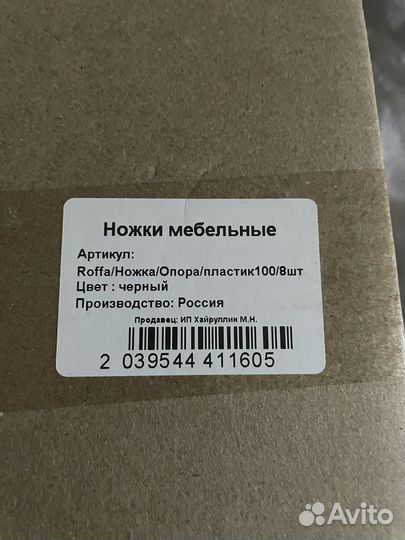 Ножки мебельные
Артикул:
Roffa/Ножка/Опора/пластик100/8шт
Цвет : черный
Производство: Россия
Продавец: ИП Хайруллин М.Н.
2 039544 411605
Avito